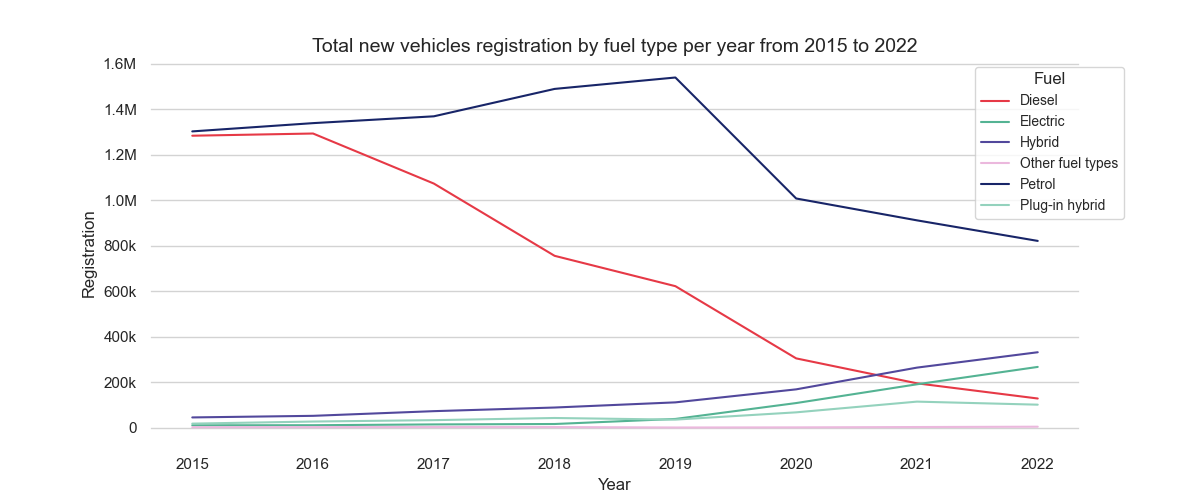 Total new vehicles registration by fuel type per year from 2015 to 2022
Fuel
Diesel
Electric
Hybrid
Other fuel types
Petrol
Plug-in hybrid
Registration
1.6M
1.4M
1.2M
1.0M
800k
600k
400k
200k
0
2015 2016 2017 2018 2019 2020 2021 2022
Year